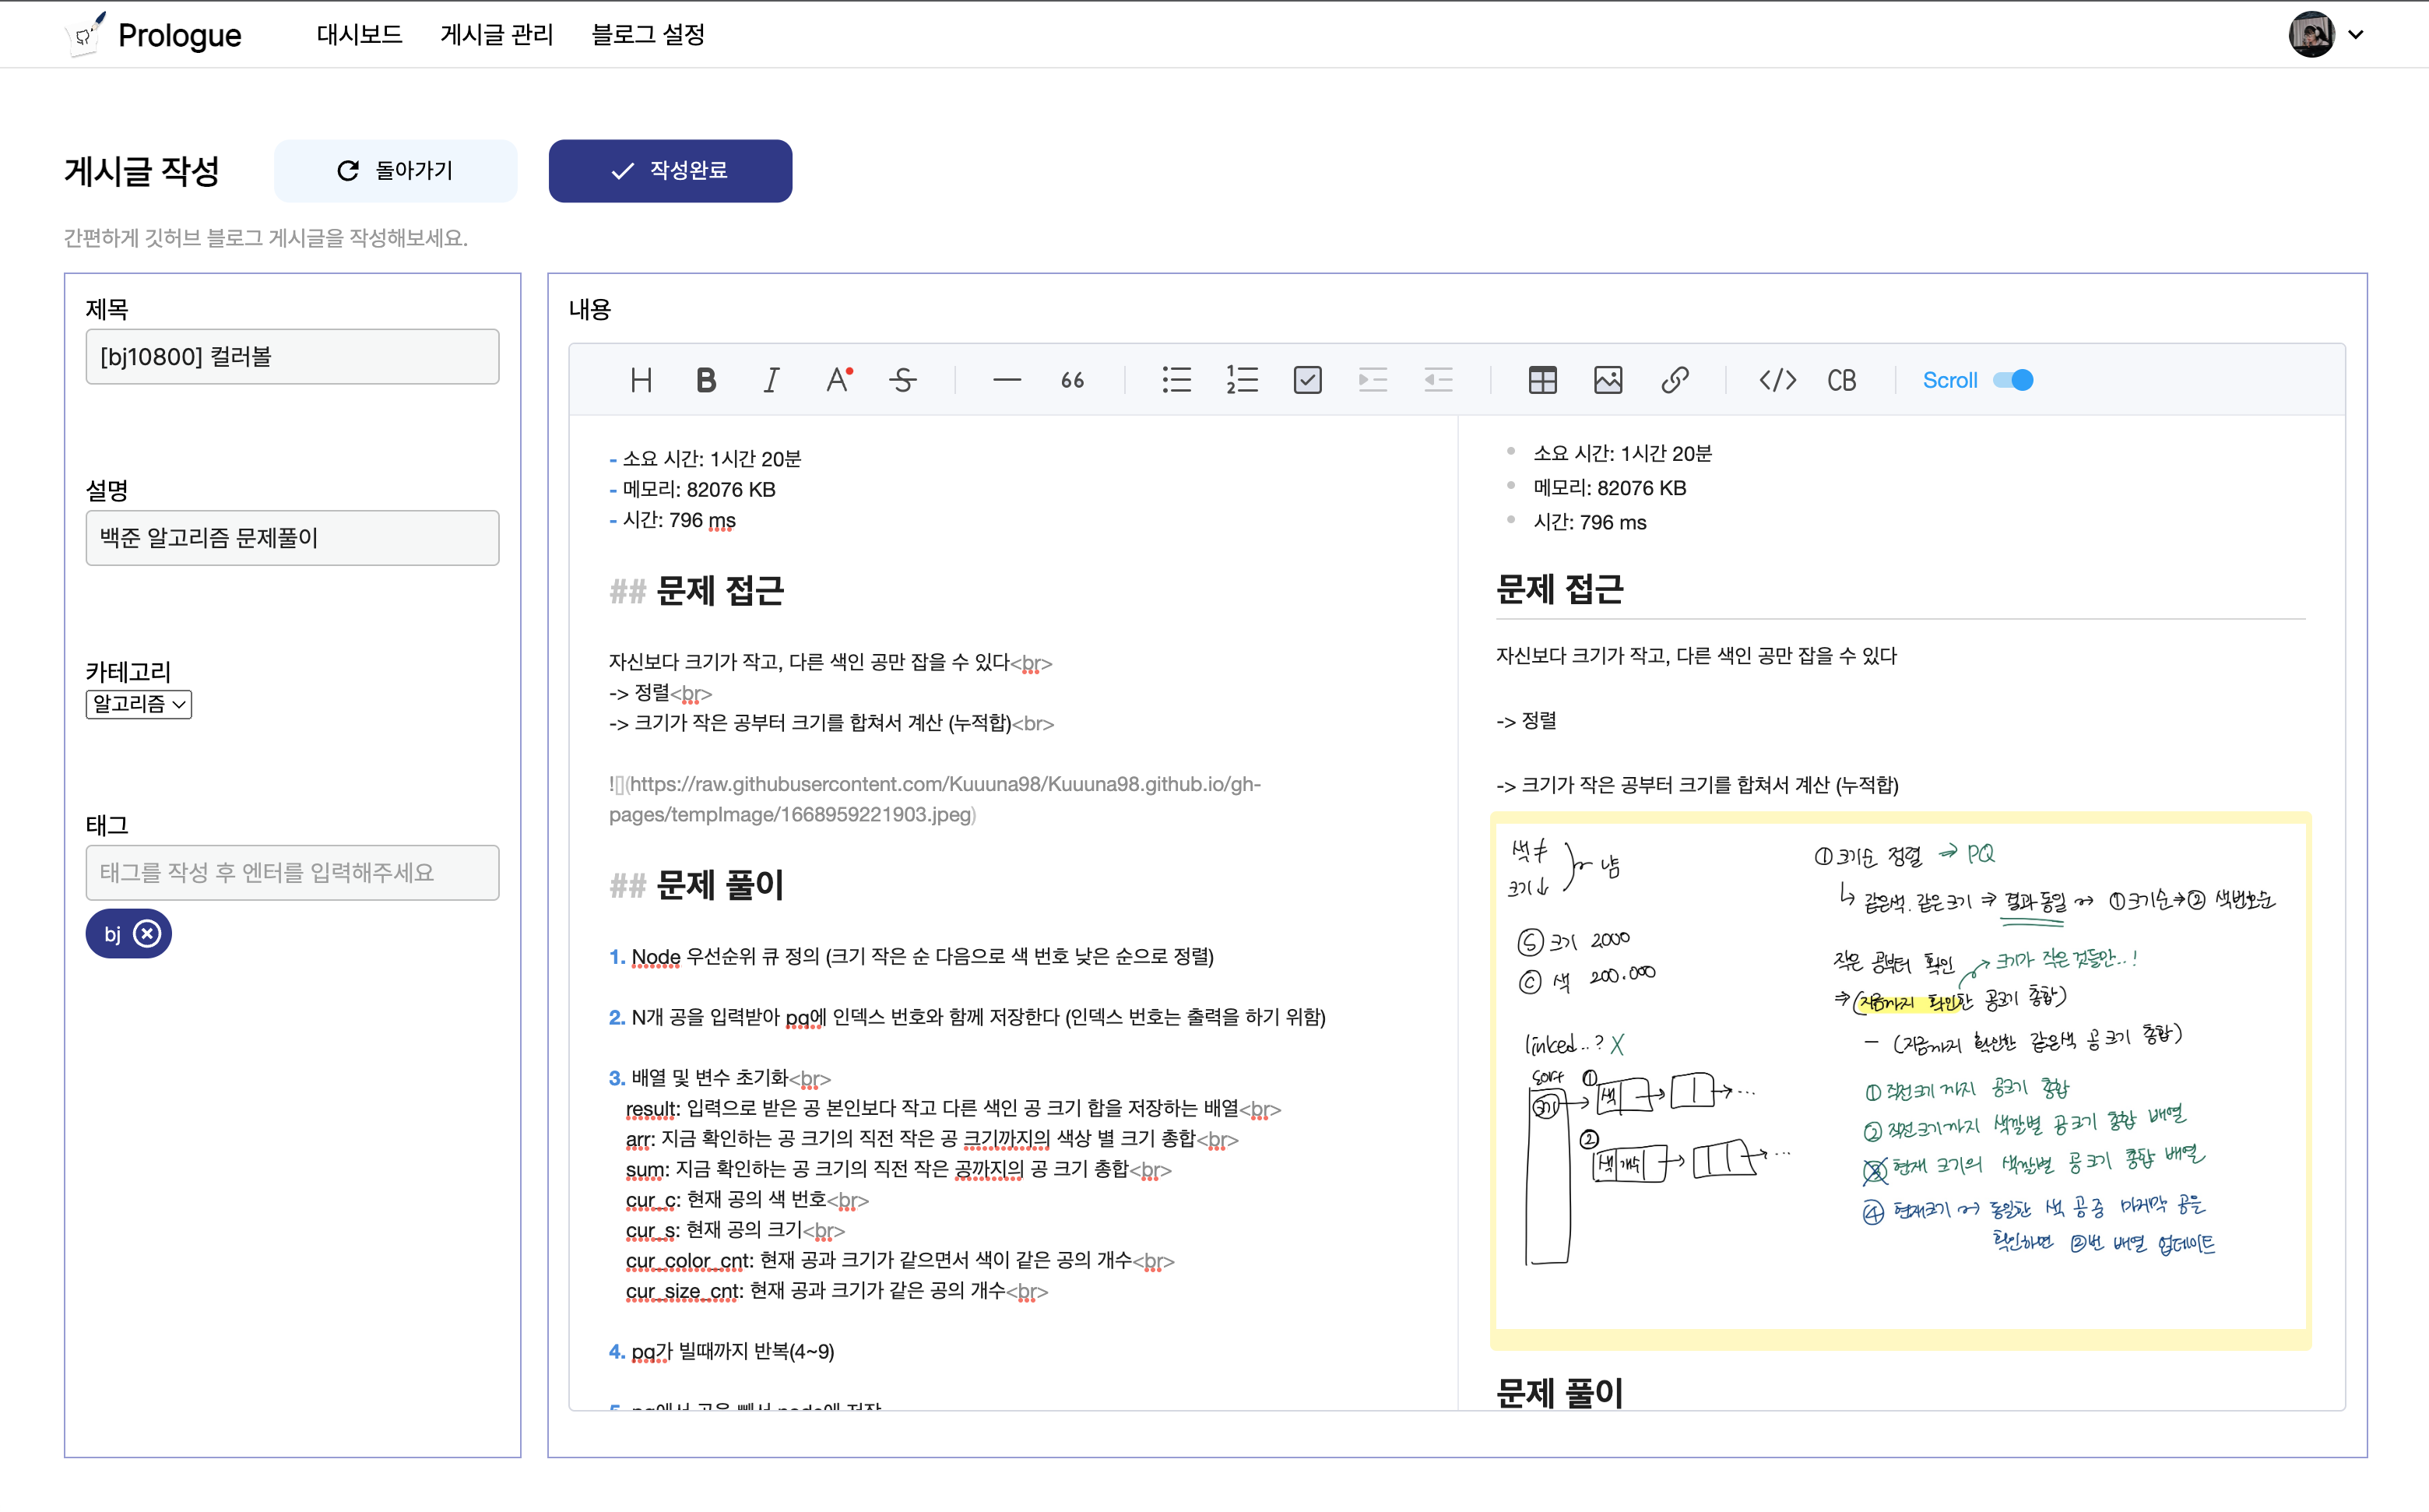 Prologue
대시보드
게시글 관리
블로그 설정
게시글 작성
돌아가기
작성완료
간편하게 깃허브 블로그 게시글을 작성해보세요.
제목
[bj10800] 컬러볼
설명
백준 알고리즘 문제풀이
카테고리
알고리즘
태그
태그를 작성 후 엔터를 입력해주세요
bj
내용
CB
Scroll
- 소요 시간: 1시간 20분
- 메모리: 82076 KB
- 시간: 796 ms
## 문제 접근
자신보다 크기가 작고, 다른 색인 공만 잡을 수 있다<br>
-> 정렬<br>
-> 크기가 작은 공부터 크기를 합쳐서 계산 (누적합)<br>
![](https://raw.githubusercontent.com/Kuuuna98/Kuuuna98.github.io/gh-
pages/tempImage/1668959221903.jpeg)
## 문제 풀이
1. Node 우선순위 큐 정의 (크기 작은 순 다음으로 색 번호 낮은 순으로 정렬)
2. N개 공을 입력받아 pq에 인덱스 번호와 함께 저장한다 (인덱스 번호는 출력을 하기 위함)
3. 배열 및 변수 초기화<br>
result: 입력으로 받은 공 본인보다 작고 다른 색인 공 크기 합을 저장하는 배열<br>
arr: 지금 확인하는 공 크기의 직전 작은 공 크기까지의 색상 별 크기 총합<br>
sum: 지금 확인하는 공 크기의 직전 작은 공까지의 공 크기 총합<br>
cur_c: 현재 공의 색 번호<br>
cur_s: 현재 공의 크기<br>
cur_color_cnt: 현재 공과 크기가 같으면서 색이 같은 공의 개수<br>
cur_size_cnt: 현재 공과 크기가 같은 공의 개수<br>
4. pq가 빌때까지 반복(4~9)
5. pq에서 공을 빼서 node에 저장
소요 시간: 1시간 20분
메모리: 82076 KB
시간: 796 ms
문제 접근
자신보다 크기가 작고, 다른 색인 공만 잡을 수 있다
-> 정렬
-> 크기가 작은 공부터 크기를 합쳐서 계산 (누적합)
색 ≠
크기↓
냠
Ⓢ 크기 2,000
Ⓒ 색 200,000
linked..? X
sort
크기
① 색
② 색 개수
① 크기순 정렬 → PQ
↳ 같은색, 같은 크기 ⇒ 결과 동일 ↝ ①크기순→② 색번호순
작은 공부터 확인 → 크기가 작은 것들만..!
⇒ (지금까지 확인한 공크기 총합)
− (지금까지 확인한 같은색 공 크기 총합)
① 직전크기 까지 공크기 총합
② 직전크기까지 색깔별 공크기 총합 배열
③ 현재 크기의 색깔별 공크기 총합 배열
④ 현재크기 ↝ 동일한 색 공 중 마지막 공을
확인하면 ②번 배열 업데이트
문제 풀이